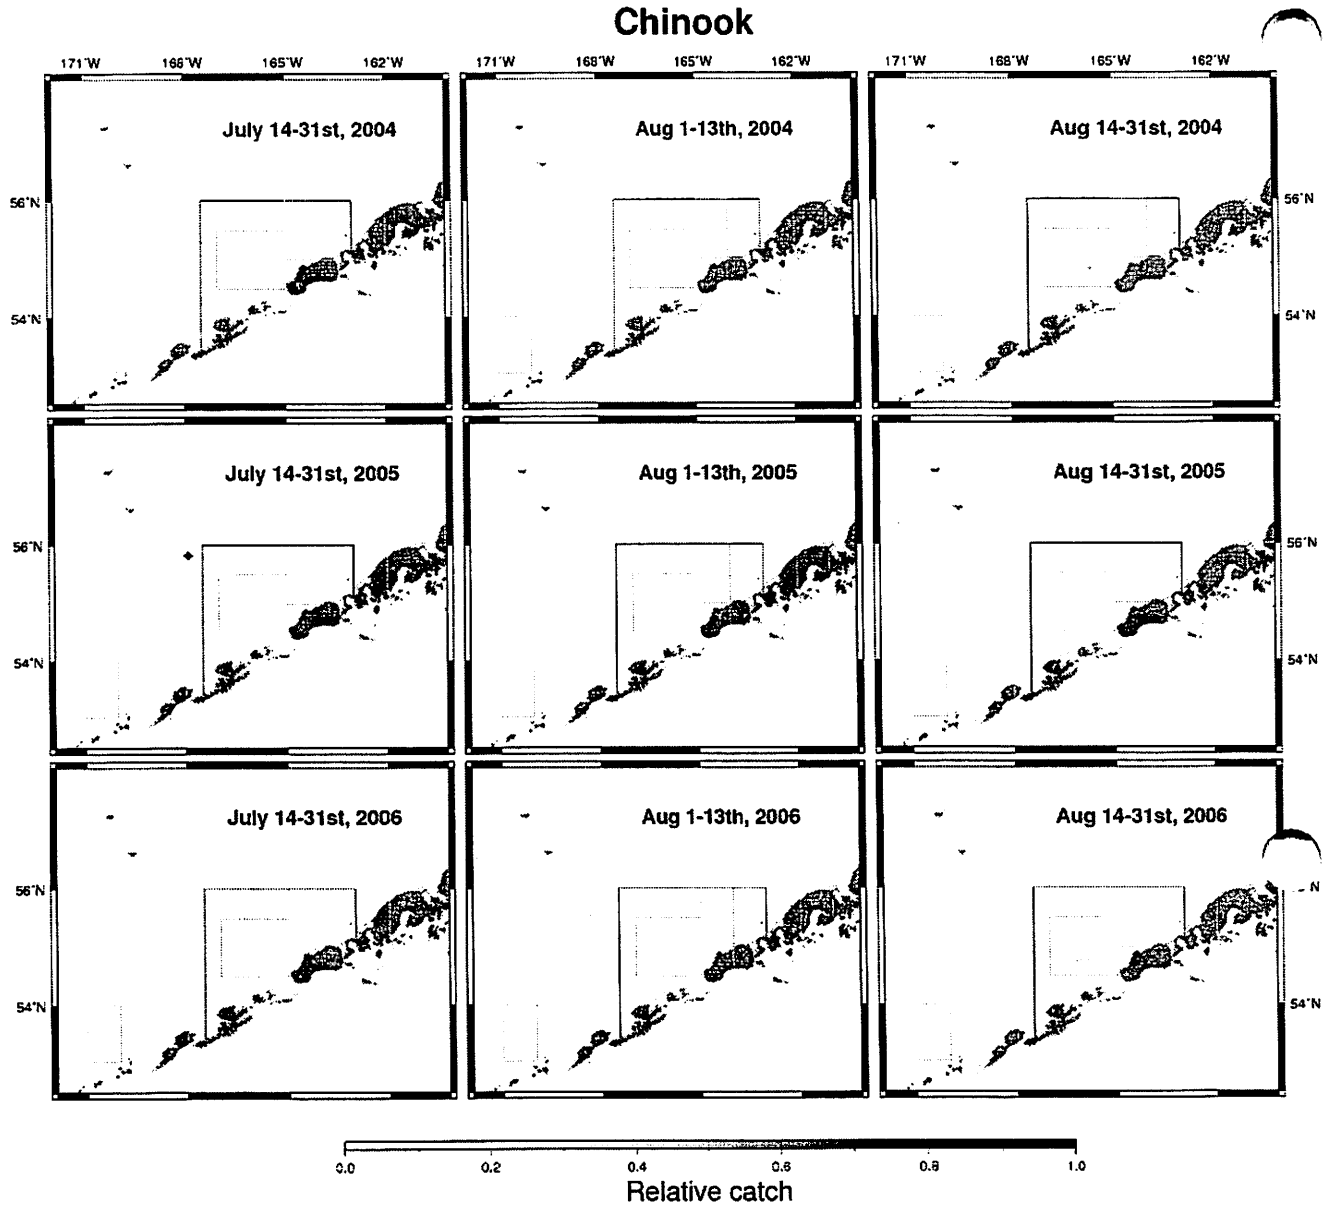 Chinook
171°W 168°W 165°W 162°W 171°W 168°W 165°W 162°W 171°W 168°W 165°W 162°W
July 14-31st, 2004 Aug 1-13th, 2004 Aug 14-31st, 2004
56°N 56°N
54°N 54°N
July 14-31st, 2005 Aug 1-13th, 2005 Aug 14-31st, 2005
56°N 56°N
54°N 54°N
July 14-31st, 2006 Aug 1-13th, 2006 Aug 14-31st, 2006
56°N N
54°N 54°N
0.0 0.2 0.4 0.6 0.8 1.0
Relative catch